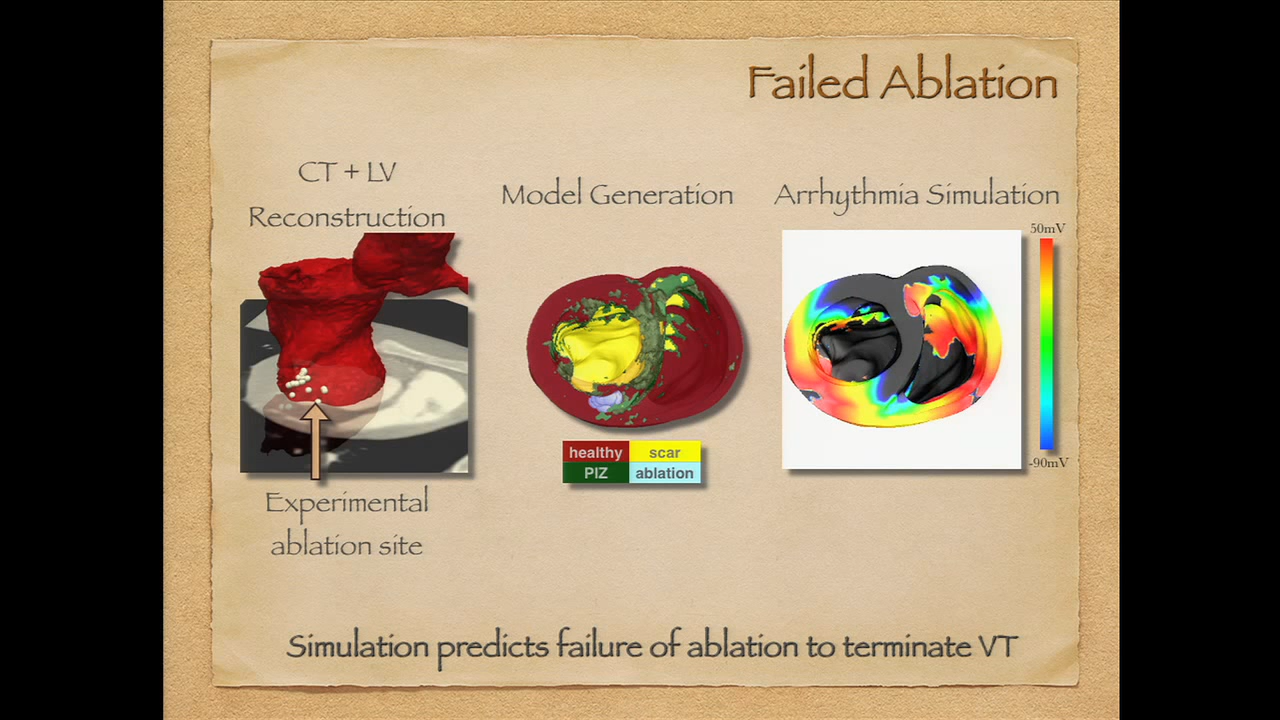 Failed Ablation
CT + LV
Reconstruction
Model Generation
Arrhythmia Simulation
50mV
-90mV
healthy scar
PIZ ablation
Experimental
ablation site
Simulation predicts failure of ablation to terminate VT